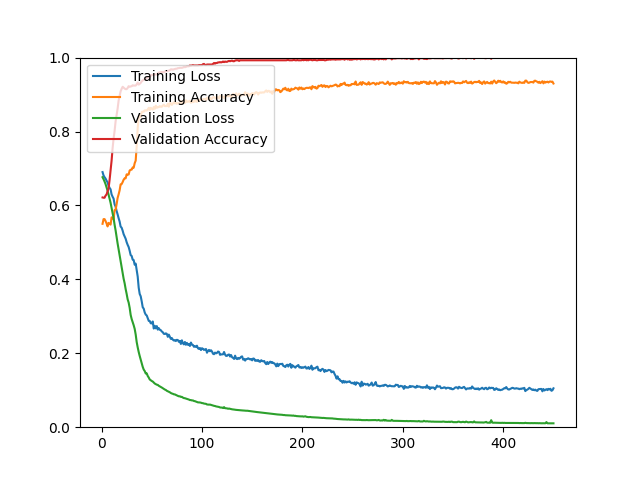 1.0
0.8
0.6
0.4
0.2
0.0
Training Loss
Training Accuracy
Validation Loss
Validation Accuracy
0 100 200 300 400